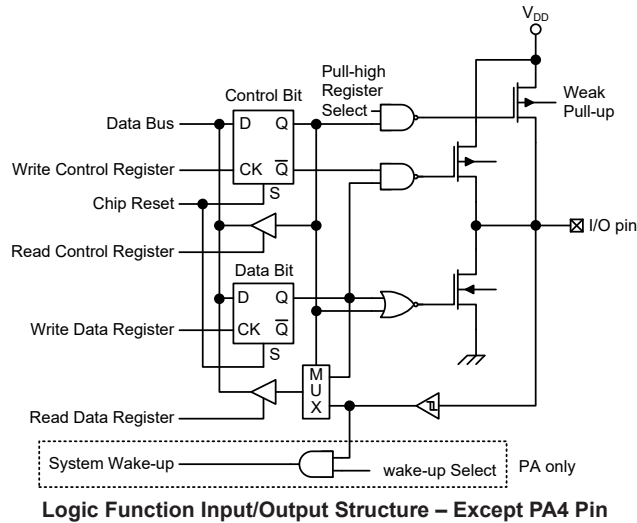 V_DD
Pull-high
Register
Select
Weak
Pull-up
Control Bit
Data Bus
D
Q
Write Control Register
CK
Q̅
S
Chip Reset
I/O pin
Read Control Register
Data Bit
D
Q
Write Data Register
CK
Q̅
S
M
U
X
Read Data Register
System Wake-up
wake-up Select
PA only
Logic Function Input/Output Structure – Except PA4 Pin